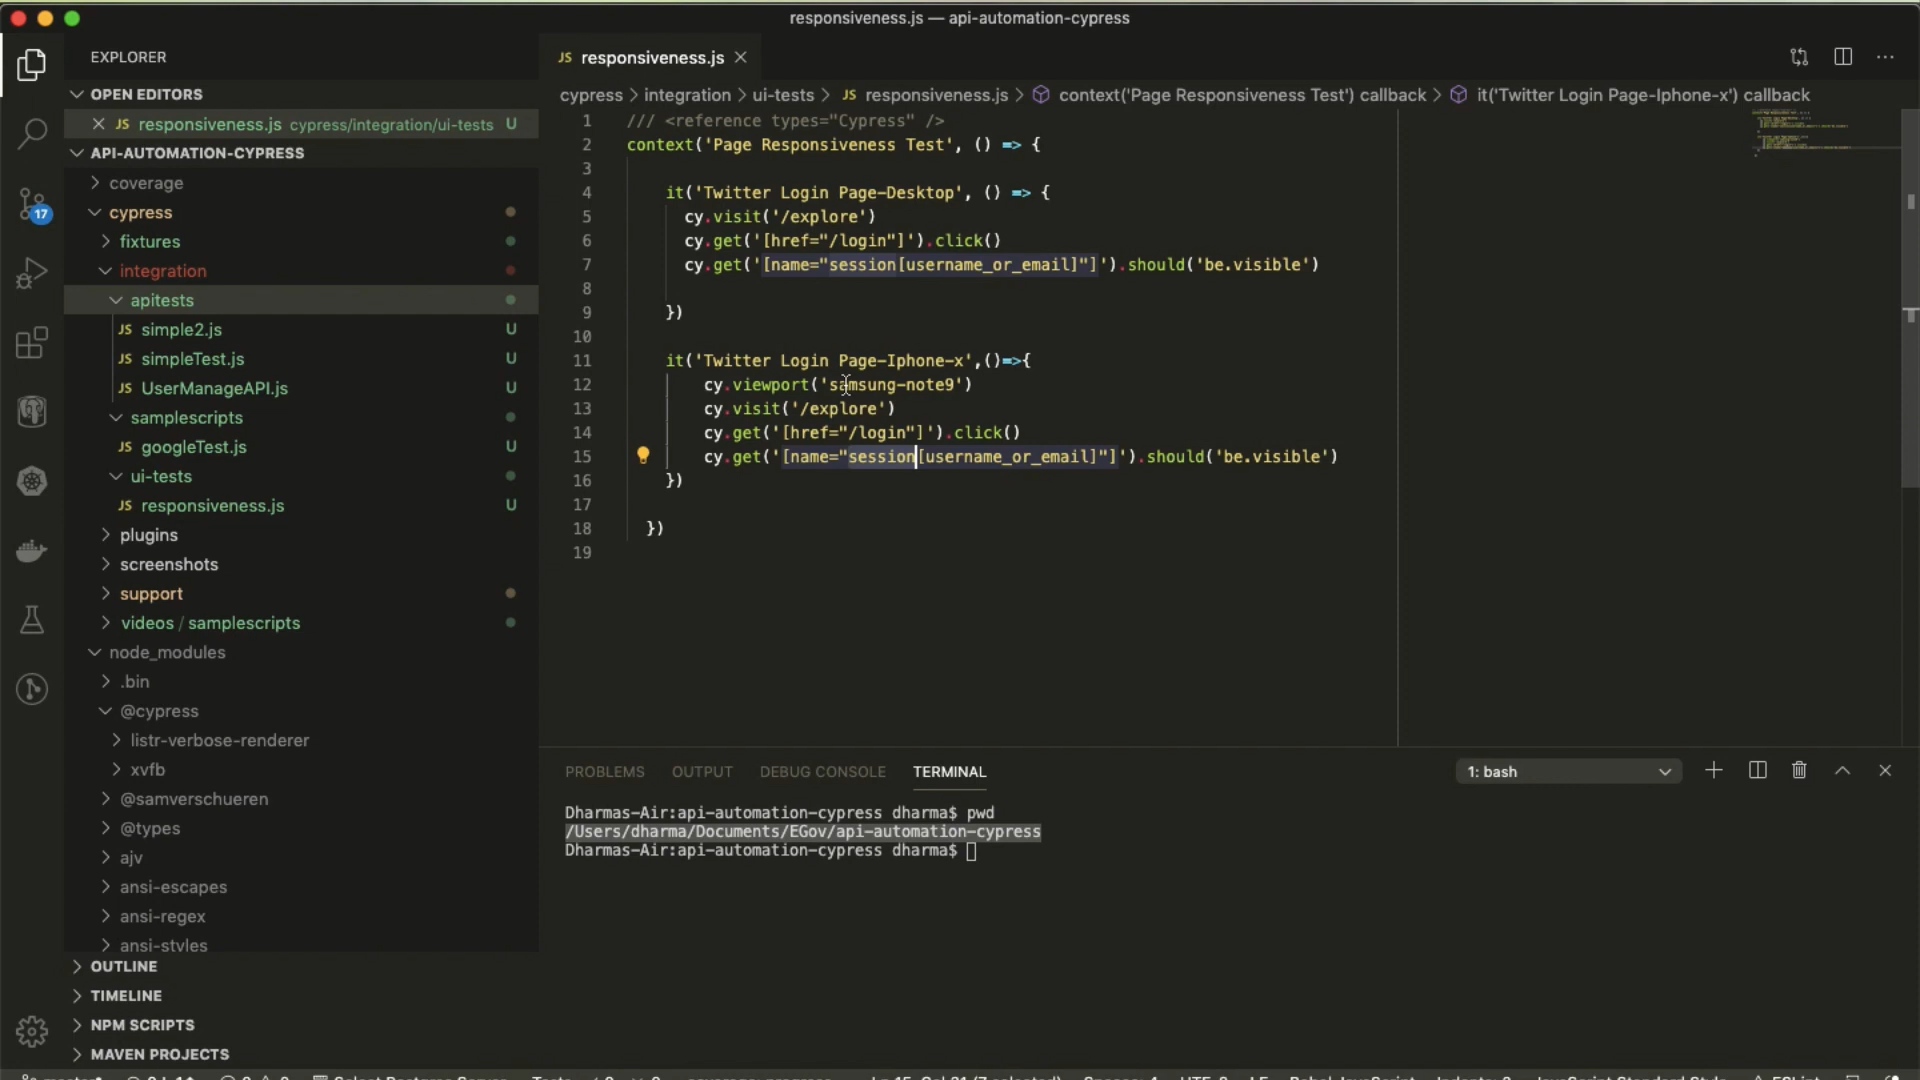 responsiveness.js — api-automation-cypress
EXPLORER
OPEN EDITORS
JS responsiveness.js cypress/integration/ui-tests U
API-AUTOMATION-CYPRESS
coverage
cypress
fixtures
integration
apitests
JS simple2.js U
JS simpleTest.js U
JS UserManageAPI.js U
samplescripts
JS googleTest.js U
ui-tests
JS responsiveness.js U
plugins
screenshots
support
videos / samplescripts
node_modules
.bin
@cypress
listr-verbose-renderer
xvfb
@samverschueren
@types
ajv
ansi-escapes
ansi-regex
ansi-styles
OUTLINE
TIMELINE
NPM SCRIPTS
MAVEN PROJECTS
17
JS responsiveness.js
cypress > integration > ui-tests > JS responsiveness.js > context('Page Responsiveness Test') callback > it('Twitter Login Page-Iphone-x') callback
1 /// <reference types="Cypress" />
2 context('Page Responsiveness Test', () => {
3
4 it('Twitter Login Page-Desktop', () => {
5 cy.visit('/explore')
6 cy.get('[href="/login"]').click()
7 cy.get('[name="session[username_or_email]"]').should('be.visible')
8
9 })
10
11 it('Twitter Login Page-Iphone-x',()=>{
12 cy.viewport('samsung-note9')
13 cy.visit('/explore')
14 cy.get('[href="/login"]').click()
15 cy.get('[name="session[username_or_email]"]').should('be.visible')
16 })
17
18 })
19
PROBLEMS OUTPUT DEBUG CONSOLE TERMINAL
1: bash
Dharmas-Air:api-automation-cypress dharma$ pwd
/Users/dharma/Documents/EGov/api-automation-cypress
Dharmas-Air:api-automation-cypress dharma$